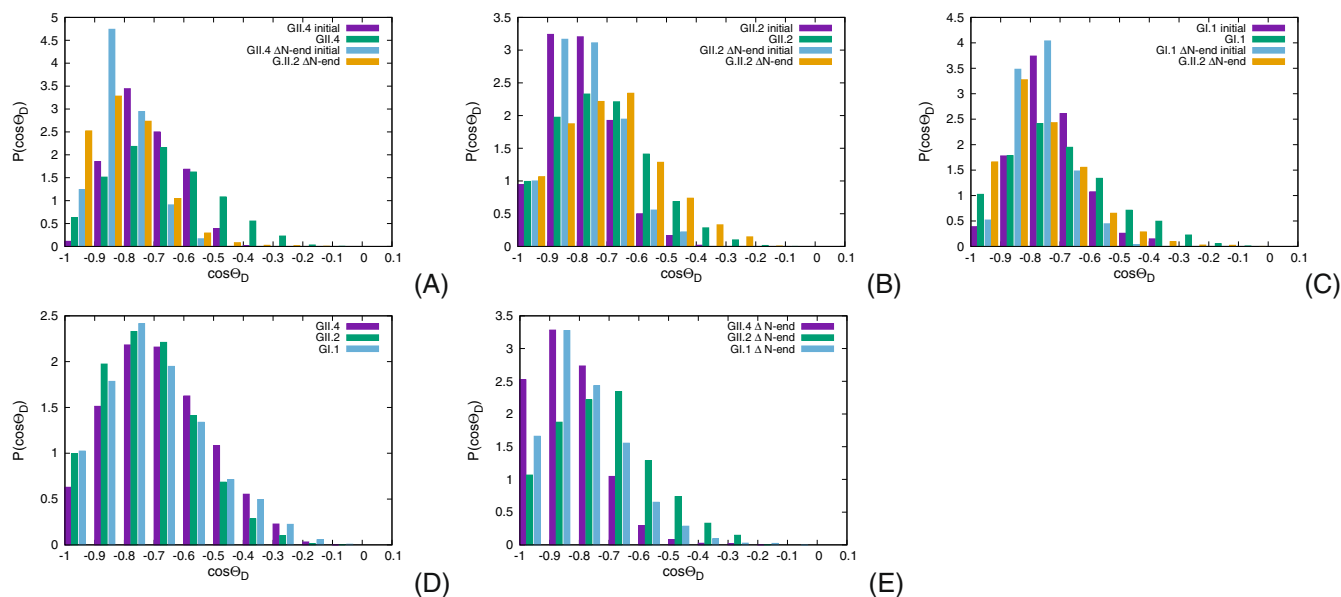 GII.4 initial
GII.4
GII.4 ΔN-end initial
G.II.2 ΔN-end
P(cosΘ_D)
5
4.5
4
3.5
3
2.5
2
1.5
1
0.5
0
-1 -0.9 -0.8 -0.7 -0.6 -0.5 -0.4 -0.3 -0.2 -0.1 0 0.1
cosΘ_D
(A)
GII.2 initial
GII.2
GII.2 ΔN-end initial
G.II.2 ΔN-end
P(cosΘ_D)
3.5
3
2.5
2
1.5
1
0.5
0
-1 -0.9 -0.8 -0.7 -0.6 -0.5 -0.4 -0.3 -0.2 -0.1 0 0.1
cosΘ_D
(B)
GI.1 initial
GI.1
GI.1 ΔN-end initial
G.II.2 ΔN-end
P(cosΘ_D)
4.5
4
3.5
3
2.5
2
1.5
1
0.5
0
-1 -0.9 -0.8 -0.7 -0.6 -0.5 -0.4 -0.3 -0.2 -0.1 0 0.1
cosΘ_D
(C)
GII.4
GII.2
GI.1
P(cosΘ_D)
2.5
2
1.5
1
0.5
0
-1 -0.9 -0.8 -0.7 -0.6 -0.5 -0.4 -0.3 -0.2 -0.1 0 0.1
cosΘ_D
(D)
GII.4 Δ N-end
GII.2 Δ N-end
GI.1 Δ N-end
P(cosΘ_D)
3.5
3
2.5
2
1.5
1
0.5
0
-1 -0.9 -0.8 -0.7 -0.6 -0.5 -0.4 -0.3 -0.2 -0.1 0 0.1
cosΘ_D
(E)